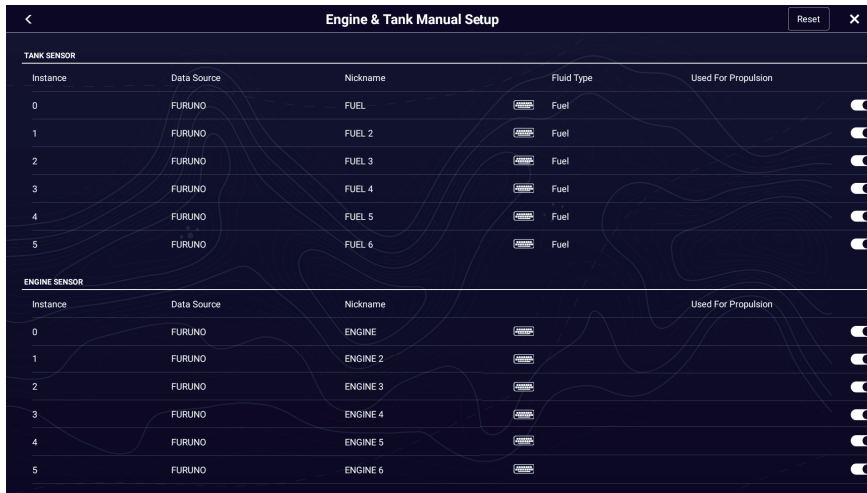 Engine & Tank Manual Setup Reset
TANK SENSOR
Instance Data Source Nickname Fluid Type Used For Propulsion
0 FURUNO FUEL Fuel
1 FURUNO FUEL 2 Fuel
2 FURUNO FUEL 3 Fuel
3 FURUNO FUEL 4 Fuel
4 FURUNO FUEL 5 Fuel
5 FURUNO FUEL 6 Fuel
ENGINE SENSOR
Instance Data Source Nickname Used For Propulsion
0 FURUNO ENGINE
1 FURUNO ENGINE 2
2 FURUNO ENGINE 3
3 FURUNO ENGINE 4
4 FURUNO ENGINE 5
5 FURUNO ENGINE 6